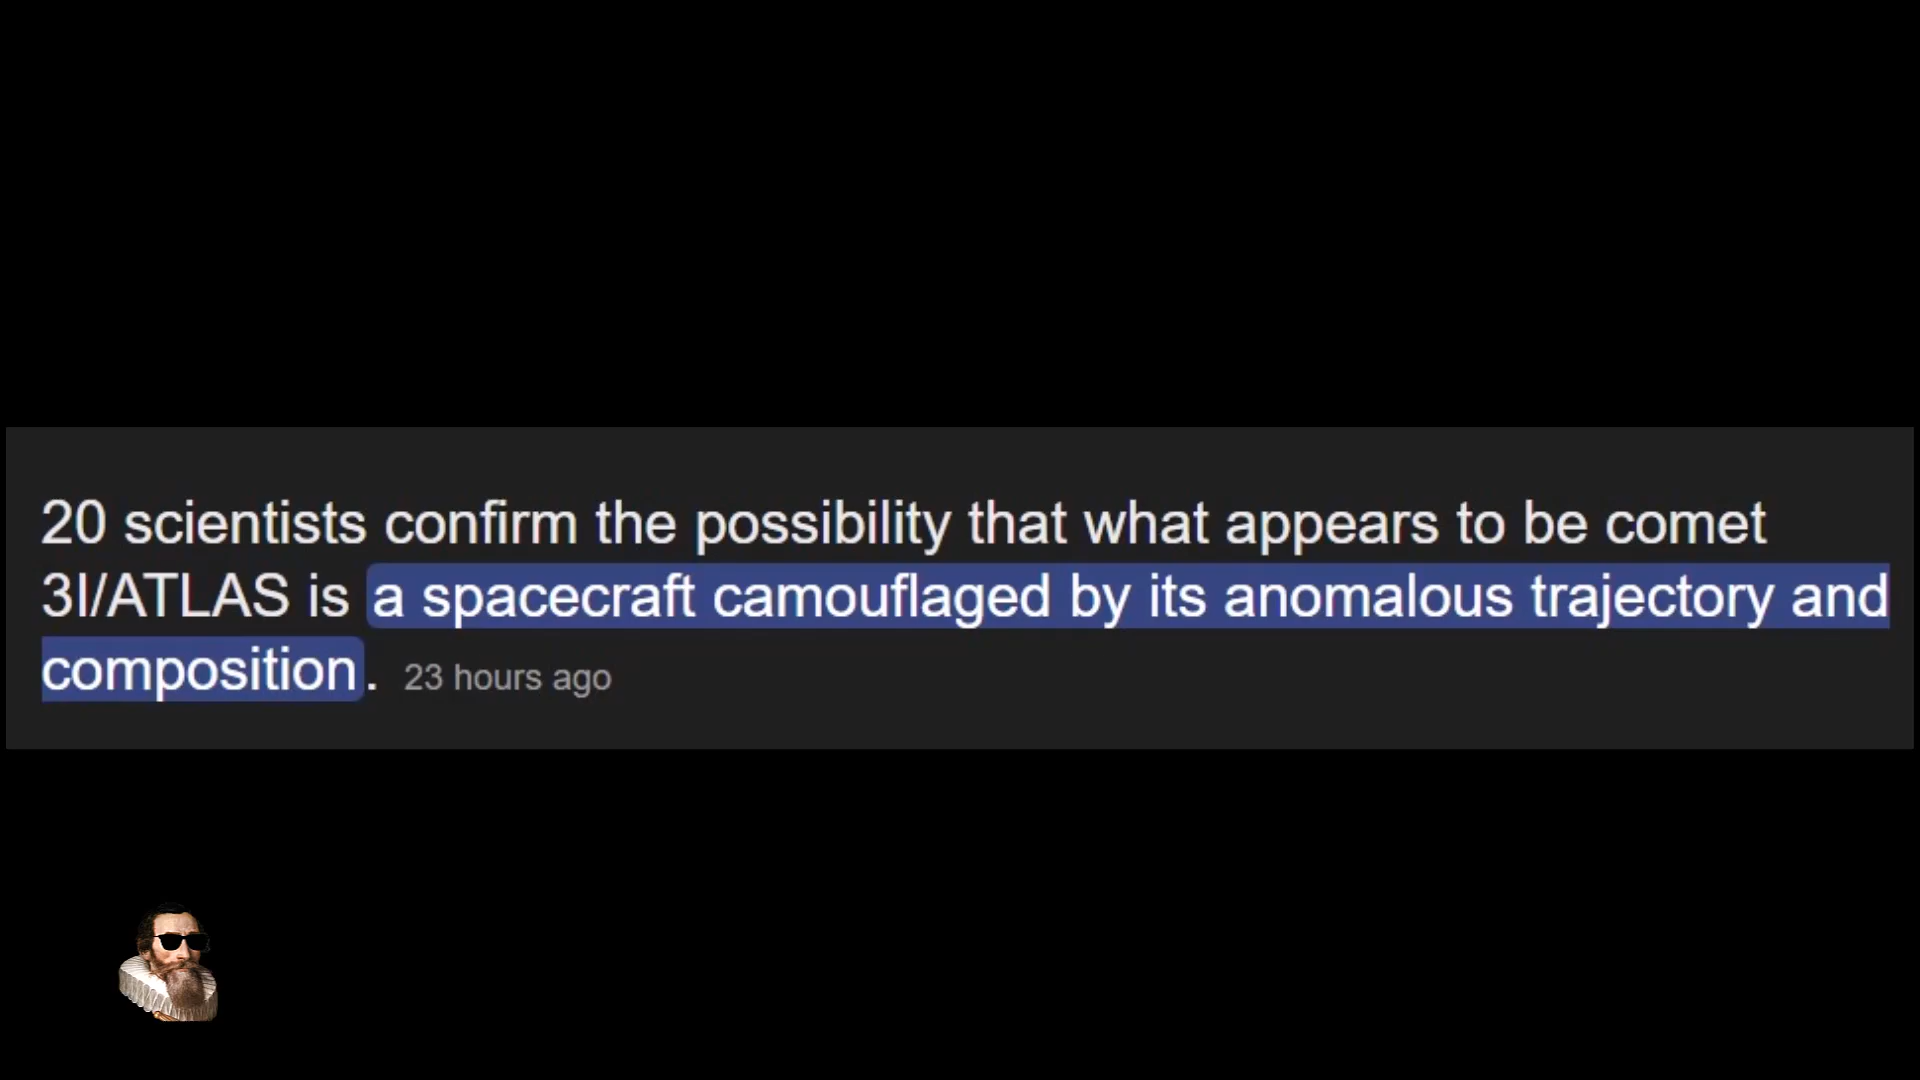 20 scientists confirm the possibility that what appears to be comet
3I/ATLAS is a spacecraft camouflaged by its anomalous trajectory and
composition. 23 hours ago